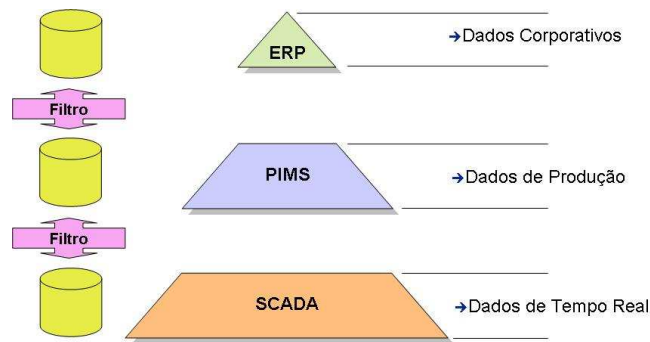 ERP
→Dados Corporativos
Filtro
PIMS
→Dados de Produção
Filtro
SCADA
→Dados de Tempo Real